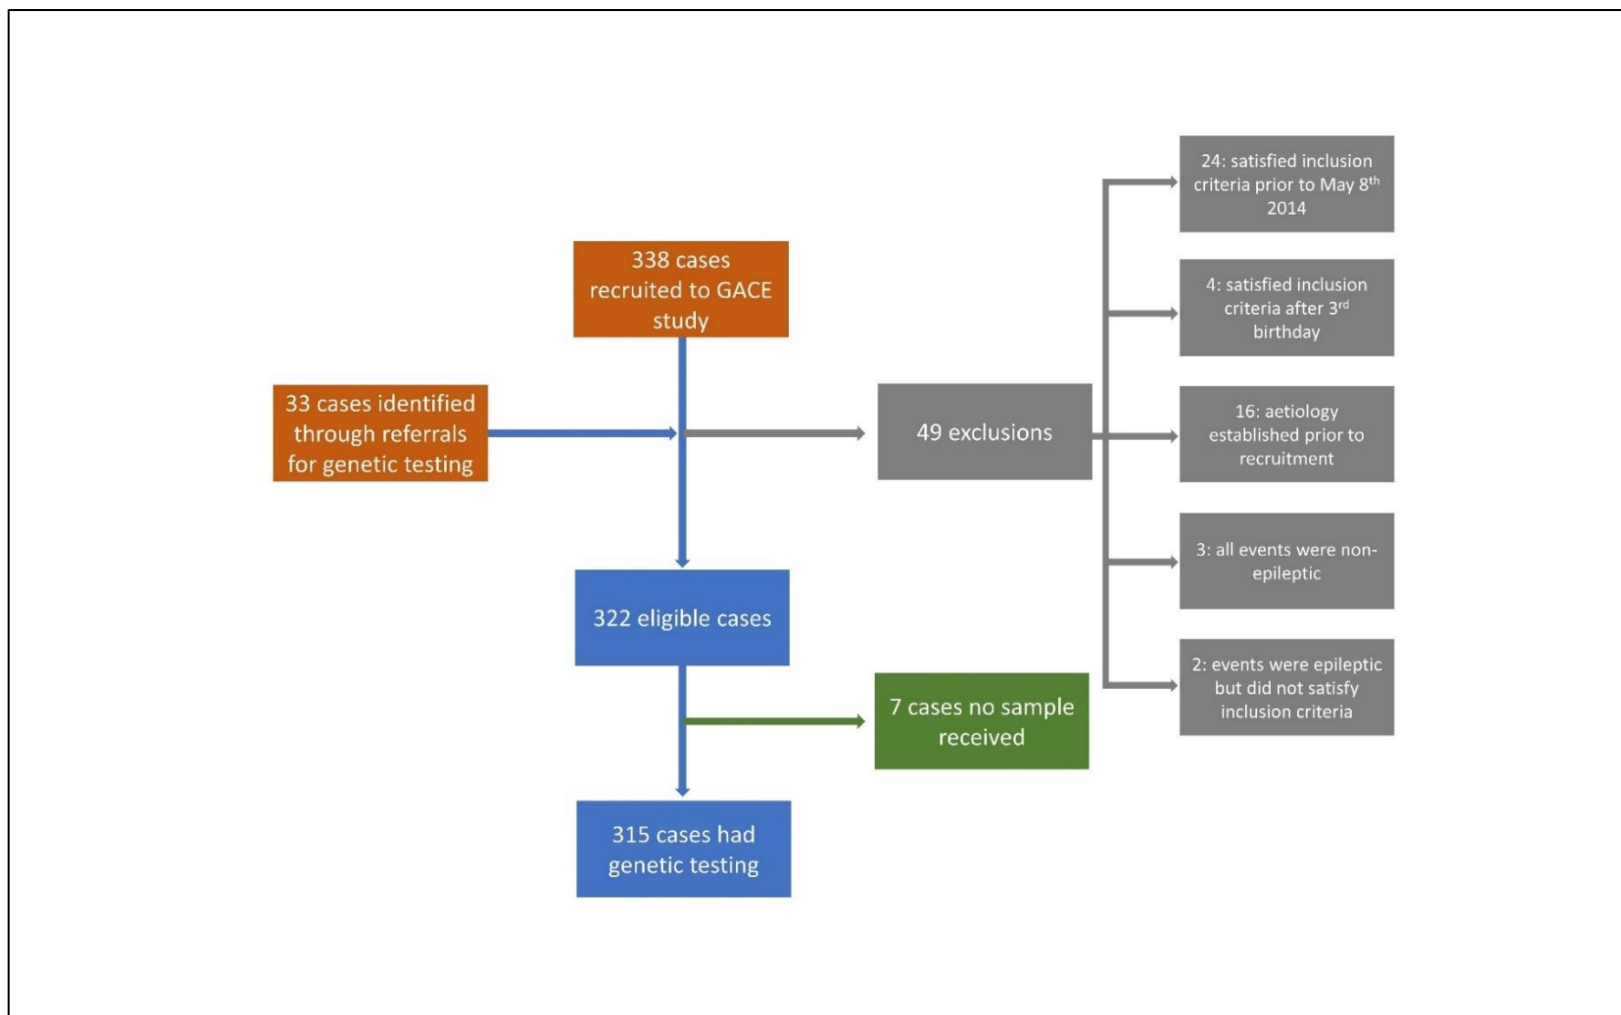 338 cases
recruited to GACE
study
33 cases identified
through referrals
for genetic testing
49 exclusions
24: satisfied inclusion
criteria prior to May 8th
2014
4: satisfied inclusion
criteria after 3rd
birthday
16: aetiology
established prior to
recruitment
3: all events were non-
epileptic
2: events were epileptic
but did not satisfy
inclusion criteria
322 eligible cases
7 cases no sample
received
315 cases had
genetic testing